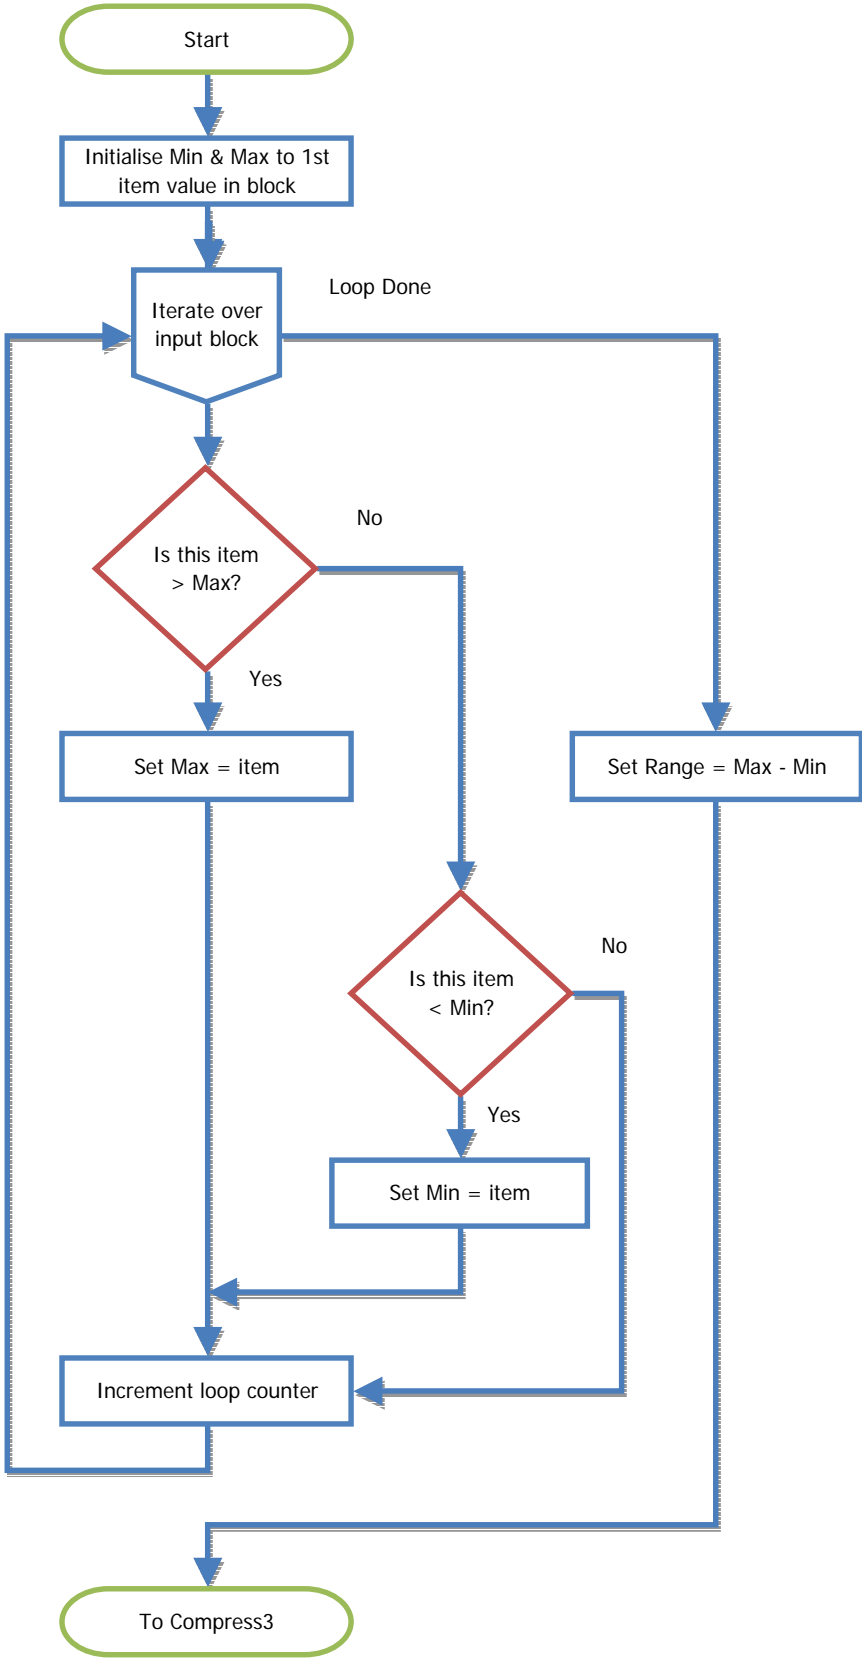 Start
Initialise Min & Max to 1st
item value in block
Loop Done
Iterate over
input block
No
Is this item
> Max?
Yes
Set Max = item
Set Range = Max - Min
No
Is this item
< Min?
Yes
Set Min = item
Increment loop counter
To Compress3